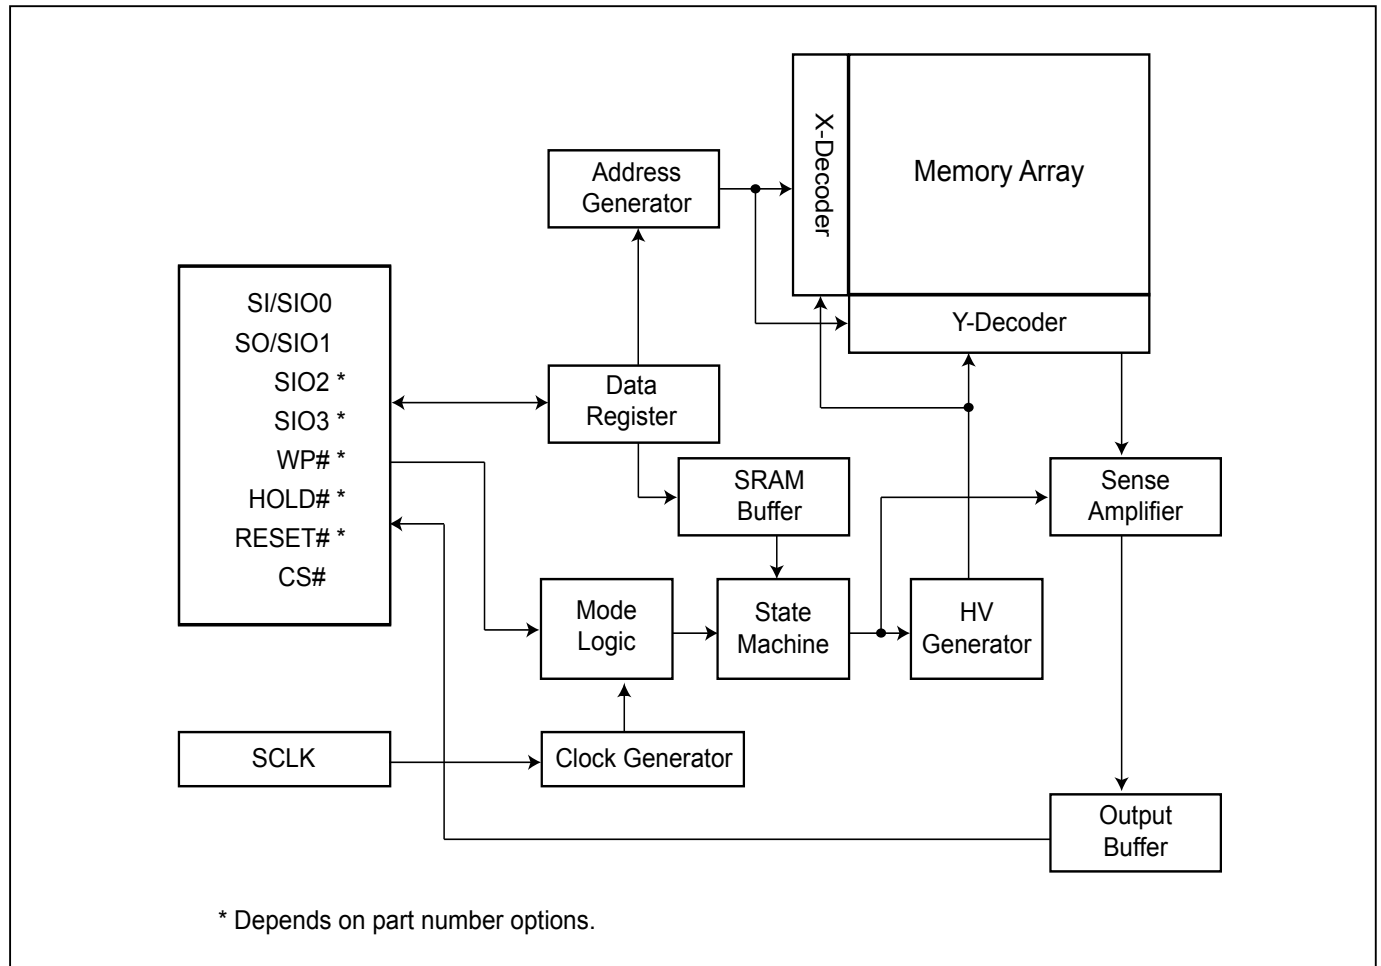 X-Decoder
Memory Array
Address
Generator
Y-Decoder
SI/SIO0
SO/SIO1
SIO2 *
SIO3 *
WP# *
HOLD# *
RESET# *
CS#
Data
Register
SRAM
Buffer
Sense
Amplifier
Mode
Logic
State
Machine
HV
Generator
SCLK
Clock Generator
Output
Buffer
* Depends on part number options.